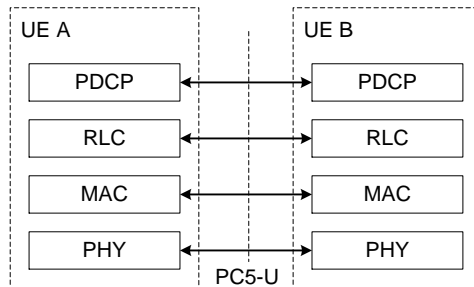 UE A UE B
PDCP PDCP
RLC RLC
MAC MAC
PHY PHY
PC5-U